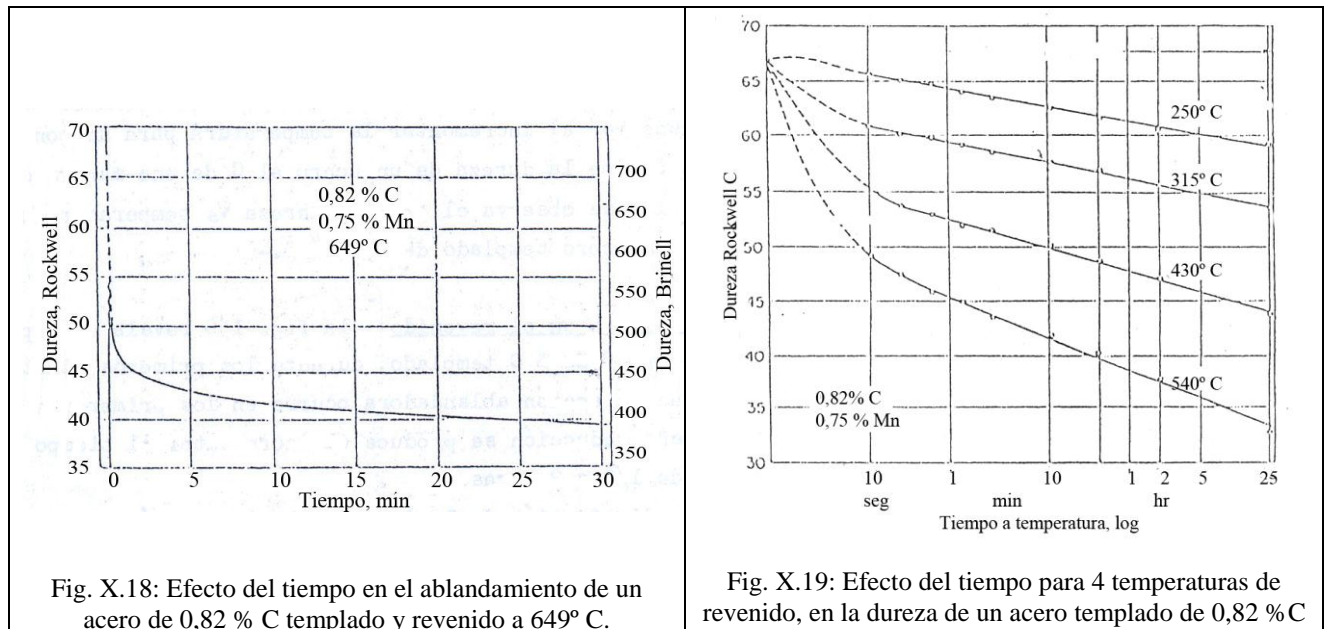 70
65
60
55
50
45
40
35
Dureza, Rockwell
0,82 % C
0,75 % Mn
649º C
700
650
600
550
500
450
400
350
Dureza, Brinell
0 5 10 15 20 25 30
Tiempo, min
Fig. X.18: Efecto del tiempo en el ablandamiento de un
acero de 0,82 % C templado y revenido a 649º C.
70
65
60
55
50
15
40
35
30
Dureza Rockwell C
250º C
315º C
430º C
540º C
0,82% C
0,75 % Mn
10 1 10 1 2 5 25
seg min hr
Tiempo a temperatura, log
Fig. X.19: Efecto del tiempo para 4 temperaturas de
revenido, en la dureza de un acero templado de 0,82 %C